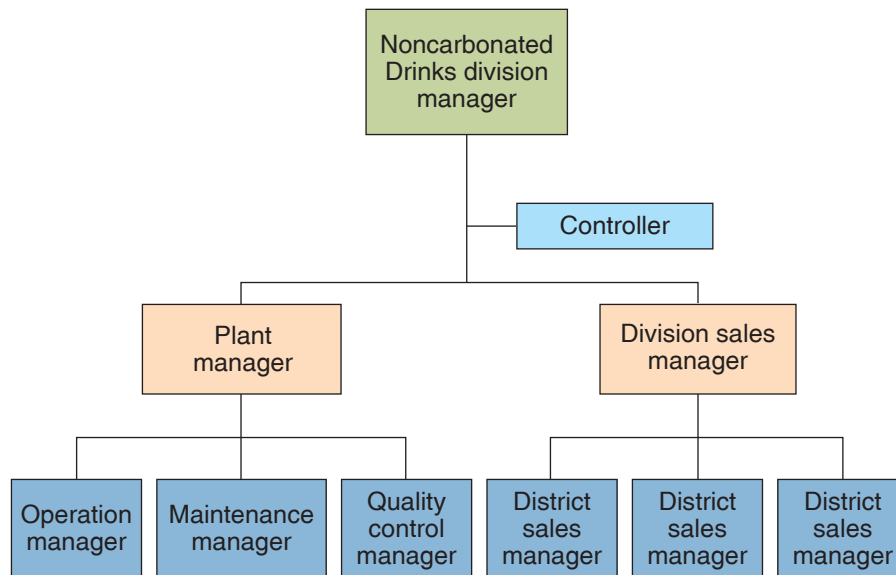 Noncarbonated
Drinks division
manager
Controller
Plant
manager
Division sales
manager
Operation
manager
Maintenance
manager
Quality
control
manager
District
sales
manager
District
sales
manager
District
sales
manager